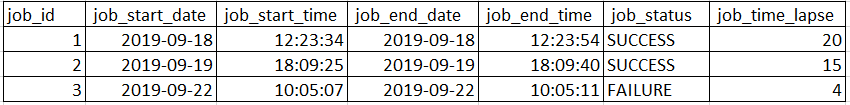 job_id job_start_date job_start_time job_end_date job_end_time job_status job_time_lapse
1 2019-09-18 12:23:34 2019-09-18 12:23:54 SUCCESS 20
2 2019-09-19 18:09:25 2019-09-19 18:09:40 SUCCESS 15
3 2019-09-22 10:05:07 2019-09-22 10:05:11 FAILURE 4